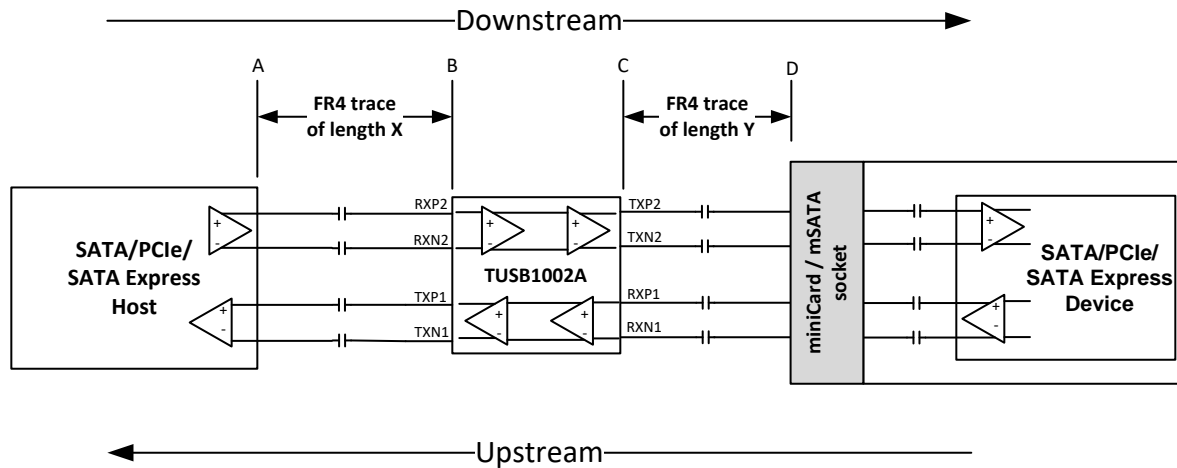 Downstream
A
B
C
D
FR4 trace
of length X
FR4 trace
of length Y
SATA/PCIe/
SATA Express
Host
+
-
+
-
RXP2
RXN2
TXP1
TXN1
+
-
+
-
TUSB1002A
+
-
+
-
TXP2
TXN2
RXP1
RXN1
miniCard / mSATA
socket
+
-
+
-
SATA/PCIe/
SATA Express
Device
Upstream